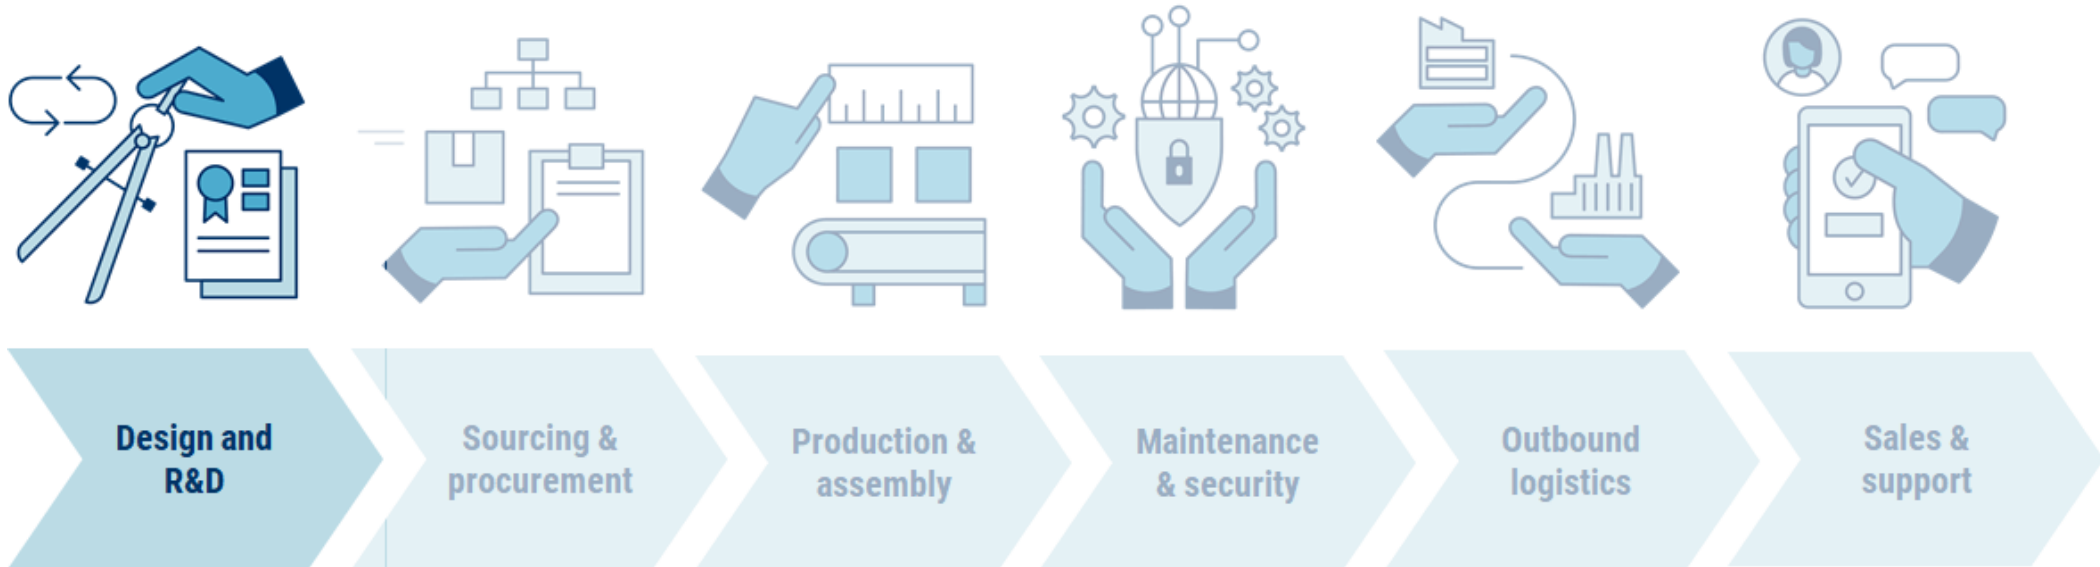 Design and
R&D
Sourcing &
procurement
Production &
assembly
Maintenance
& security
Outbound
logistics
Sales &
support